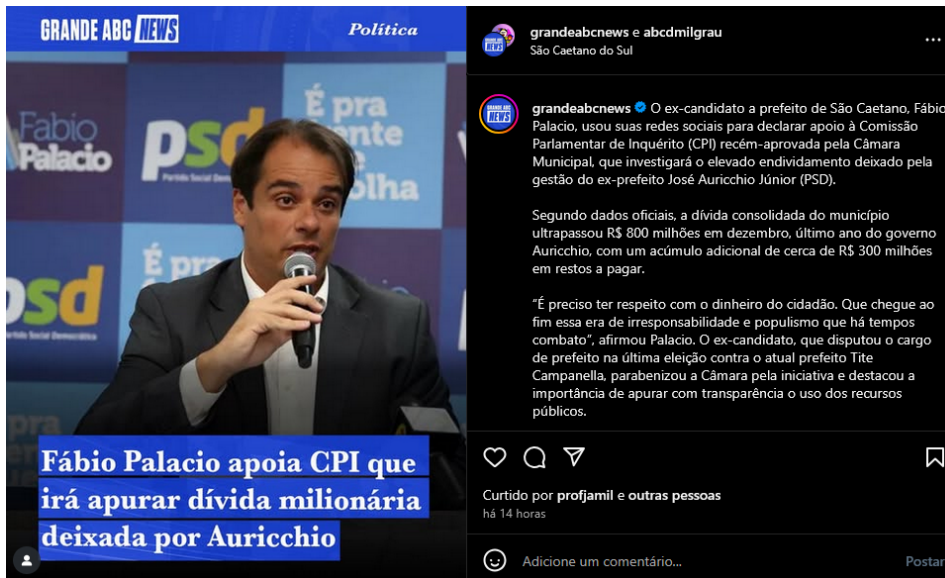 GRANDE ABC NEWS
Política
Fabio
Palacio
psd
Partido Social Democrático
É pra
psd
Partido Social Democrático
É pra
Fábio Palacio apoia CPI que
irá apurar dívida milionária
deixada por Auricchio
grandeabcnews e abcdmilgrau
São Caetano do Sul
grandeabcnews O ex-candidato a prefeito de São Caetano, Fábio
Palacio, usou suas redes sociais para declarar apoio à Comissão
Parlamentar de Inquérito (CPI) recém-aprovada pela Câmara
Municipal, que investigará o elevado endividamento deixado pela
gestão do ex-prefeito José Auricchio Júnior (PSD).
Segundo dados oficiais, a dívida consolidada do município
ultrapassou R$ 800 milhões em dezembro, último ano do governo
Auricchio, com um acúmulo adicional de cerca de R$ 300 milhões
em restos a pagar.
“É preciso ter respeito com o dinheiro do cidadão. Que chegue ao
fim essa era de irresponsabilidade e populismo que há tempos
combato”, afirmou Palacio. O ex-candidato, que disputou o cargo
de prefeito na última eleição contra o atual prefeito Tite
Campanella, parabenizou a Câmara pela iniciativa e destacou a
importância de apurar com transparência o uso dos recursos
públicos.
Curtido por profjamil e outras pessoas
há 14 horas
Adicione um comentário...
Postar